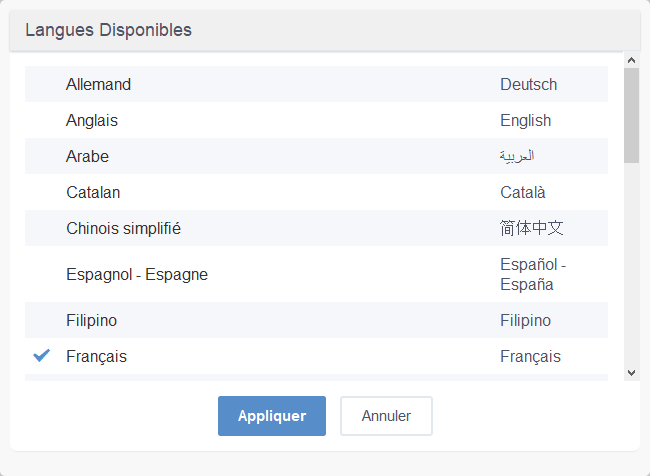 Langues Disponibles
Allemand Deutsch
Anglais English
Arabe العربية
Catalan Català
Chinois simplifié 简体中文
Espagnol - Espagne Español -
España
Filipino Filipino
Français Français
Appliquer Annuler